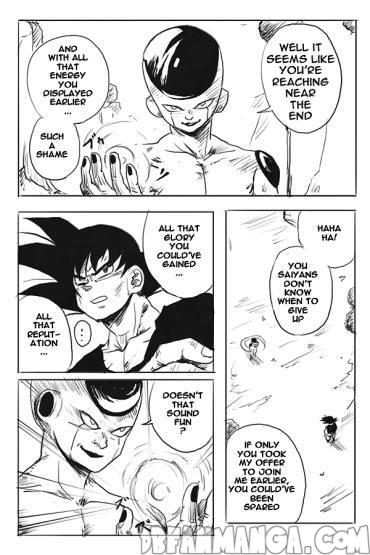 AND
WITH ALL
THAT
ENERGY
YOU
DISPLAYED
EARLIER
...
SUCH
A
SHAME
WELL IT
SEEMS LIKE
YOU'RE
REACHING
NEAR
THE
END
ALL THAT
GLORY
YOU
COULD'VE
GAINED
...
ALL
THAT
REPUT-
ATION
...
...
HAHA
HA!
YOU
SAIYANS
DON'T
KNOW
WHEN TO
GIVE
UP
DOESN'T
THAT
SOUND
FUN
?
IF ONLY
YOU TOOK
MY OFFER
TO JOIN
ME EARLIER,
YOU COULD'VE
BEEN
SPARED
DBFANMANGA.COM